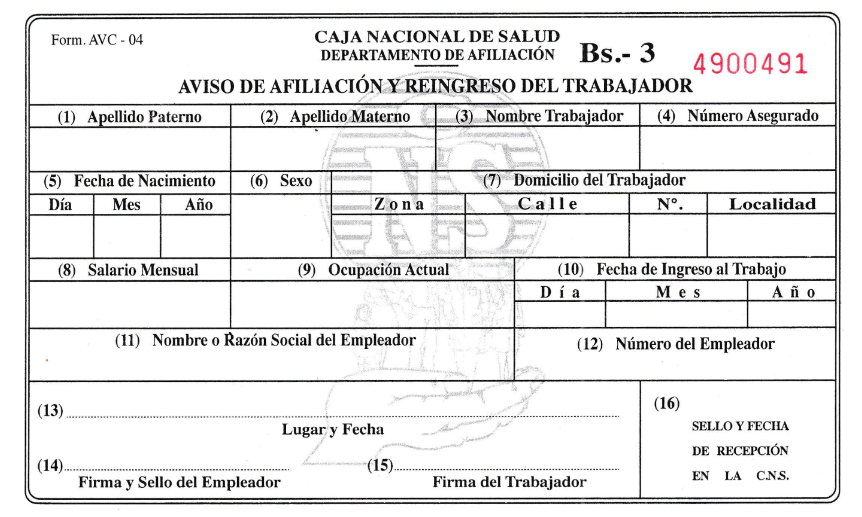 Form. AVC - 04
CAJA NACIONAL DE SALUD
DEPARTAMENTO DE AFILIACIÓN
Bs.- 3
4900491
AVISO DE AFILIACIÓN Y REINGRESO DEL TRABAJADOR
(1) Apellido Paterno (2) Apellido Materno (3) Nombre Trabajador (4) Número Asegurado
(5) Fecha de Nacimiento (6) Sexo (7) Domicilio del Trabajador
Día Mes Año Zona Calle N°. Localidad
(8) Salario Mensual (9) Ocupación Actual (10) Fecha de Ingreso al Trabajo
Día Mes Año
(11) Nombre o Razón Social del Empleador (12) Número del Empleador
(13)
Lugar y Fecha
(14) (15)
Firma y Sello del Empleador Firma del Trabajador
(16)
SELLO Y FECHA
DE RECEPCIÓN
EN LA C.N.S.